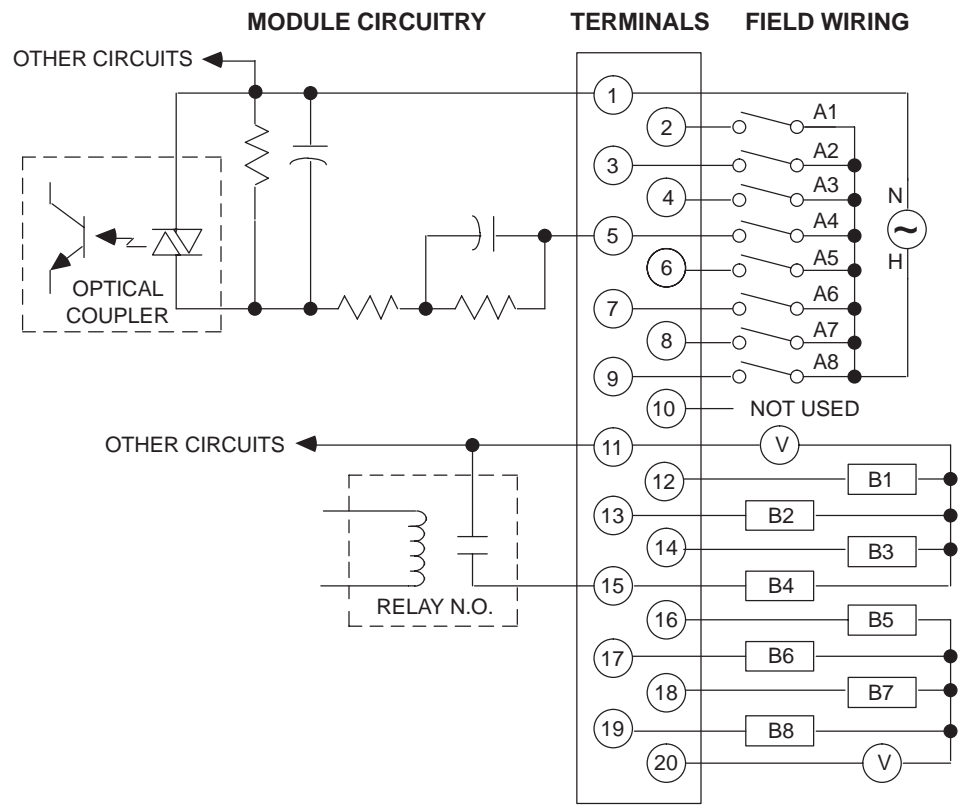 MODULE CIRCUITRY TERMINALS FIELD WIRING
OTHER CIRCUITS
1
2 A1
3 A2
4 A3
5 A4
6 A5
7 A6
8 A7
9 A8
N
~
H
OPTICAL
COUPLER
10 NOT USED
OTHER CIRCUITS 11 V
12 B1
13 B2
14 B3
15 B4
RELAY N.O.
16 B5
17 B6
18 B7
19 B8
20 V